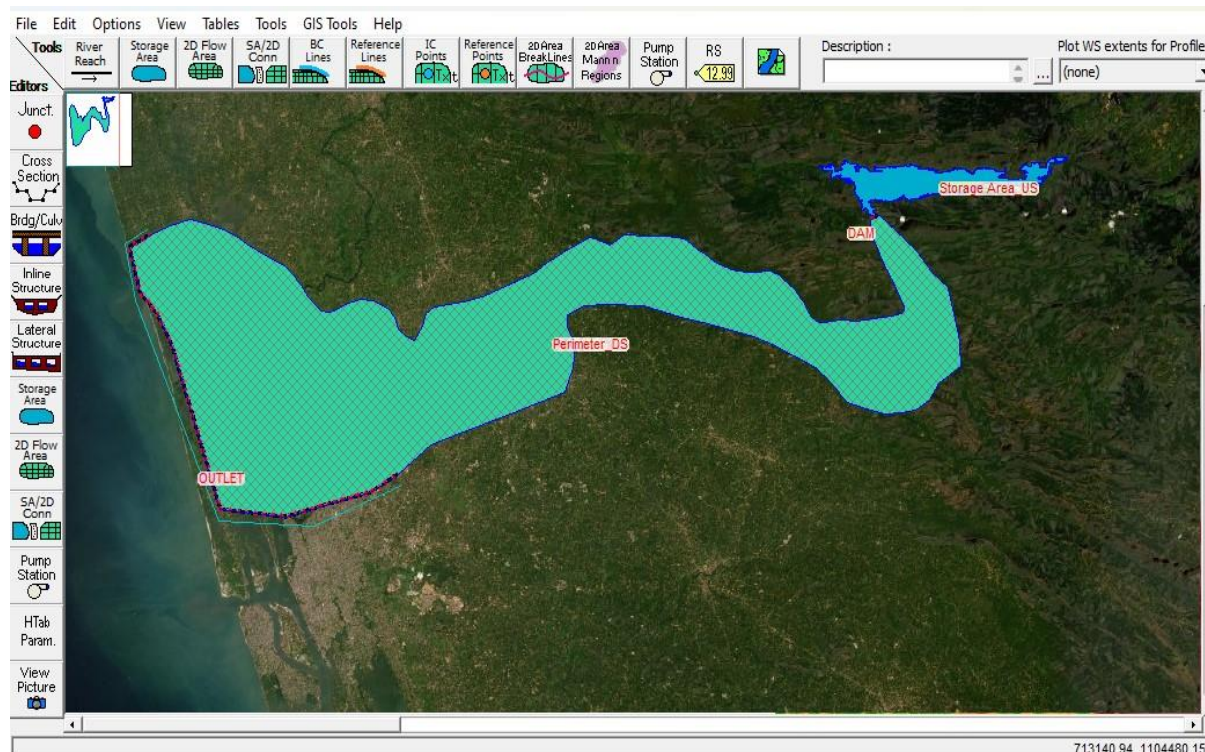 File Edit Options View Tables Tools GIS Tools Help
Tools
Editors
River
Reach
Storage
Area
2D Flow
Area
SA/2D
Conn
BC
Lines
Reference
Lines
IC
Points
Reference
Points
2D Area
BreakLines
2D Area
Mann n
Regions
Pump
Station
RS
12.99
Description :
...
Plot WS extents for Profile
(none)
Junct.
Cross
Section
Brdg/Culv
Inline
Structure
Lateral
Structure
Storage
Area
2D Flow
Area
SA/2D
Conn
Pump
Station
HTab
Param.
View
Picture
Storage Area_US
DAM
Perimeter_DS
OUTLET
713140.94, 1104480.15